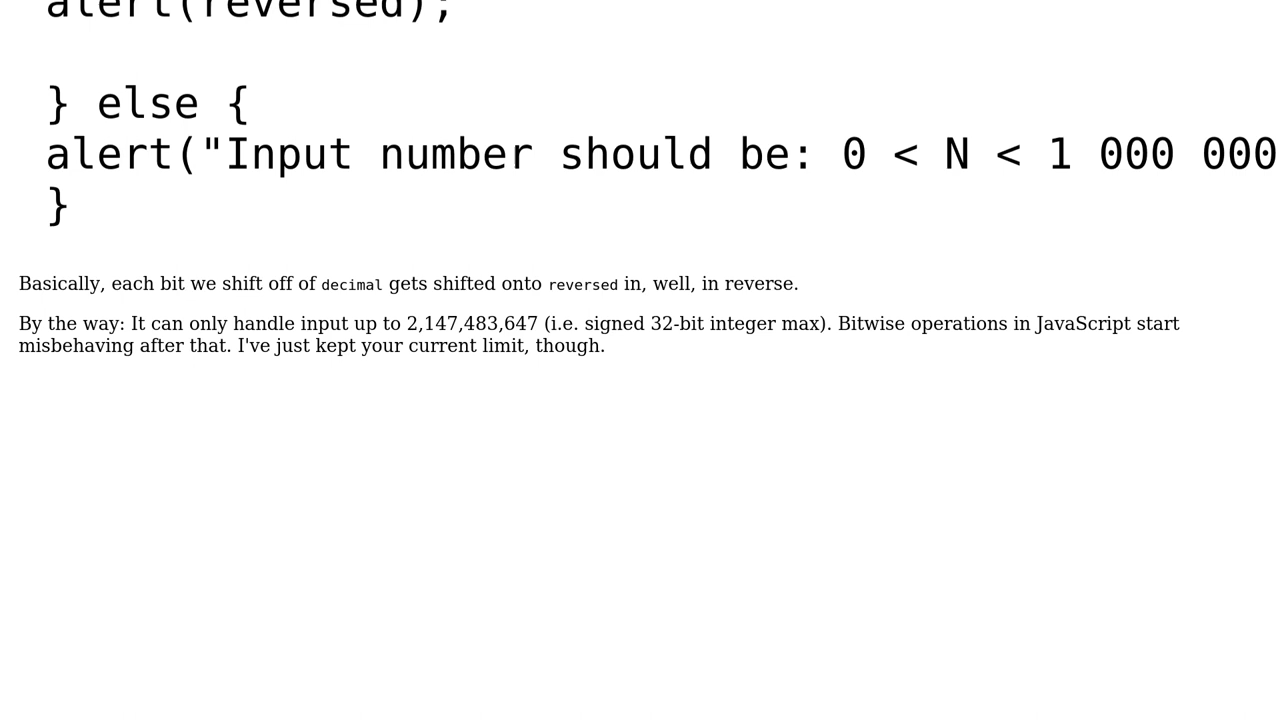 alert(reversed);
} else {
alert("Input number should be: 0 < N < 1 000 000
}
Basically, each bit we shift off of decimal gets shifted onto reversed in, well, in reverse.
By the way: It can only handle input up to 2,147,483,647 (i.e. signed 32-bit integer max). Bitwise operations in JavaScript start
misbehaving after that. I've just kept your current limit, though.